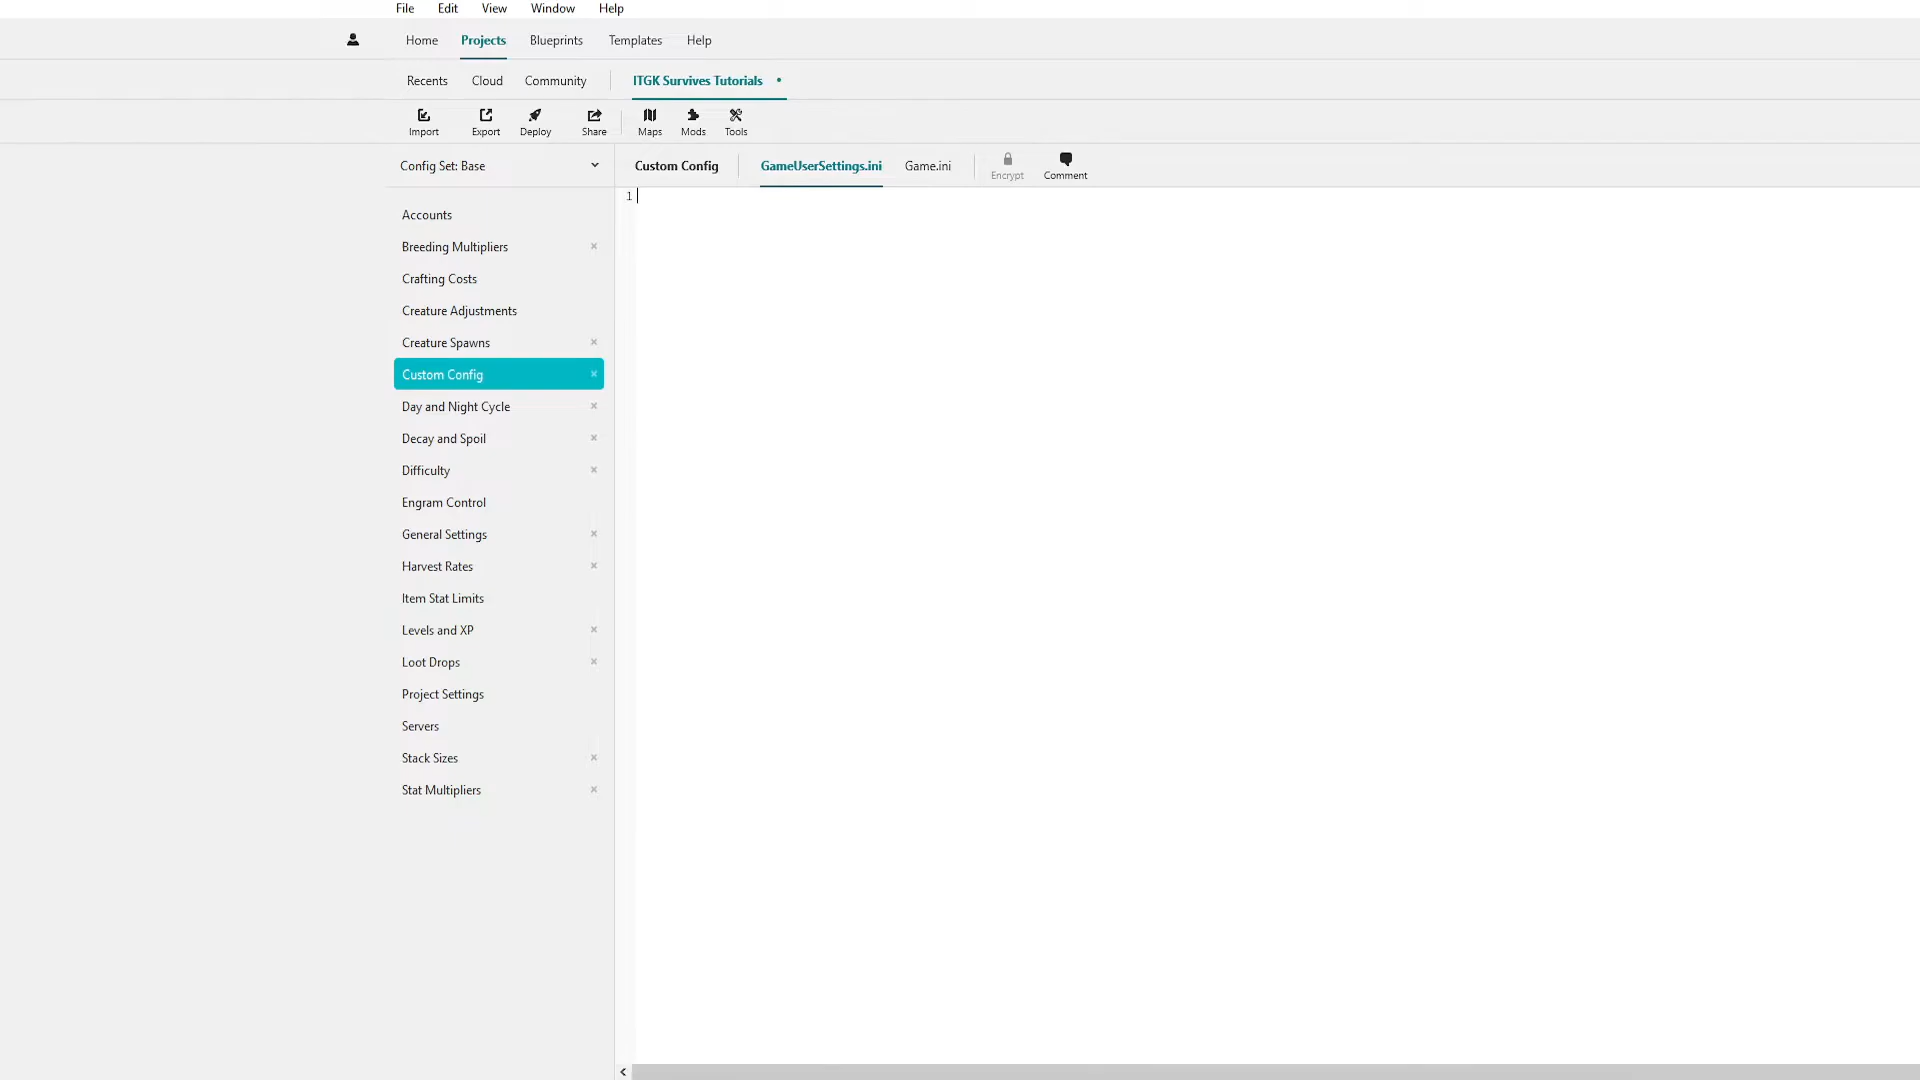 File Edit View Window Help
Home Projects Blueprints Templates Help
Recents Cloud Community ITGK Survives Tutorials •
Import Export Deploy Share Maps Mods Tools
Config Set: Base Custom Config GameUserSettings.ini Game.ini Encrypt Comment
1
Accounts
Breeding Multipliers
Crafting Costs
Creature Adjustments
Creature Spawns
Custom Config
Day and Night Cycle
Decay and Spoil
Difficulty
Engram Control
General Settings
Harvest Rates
Item Stat Limits
Levels and XP
Loot Drops
Project Settings
Servers
Stack Sizes
Stat Multipliers